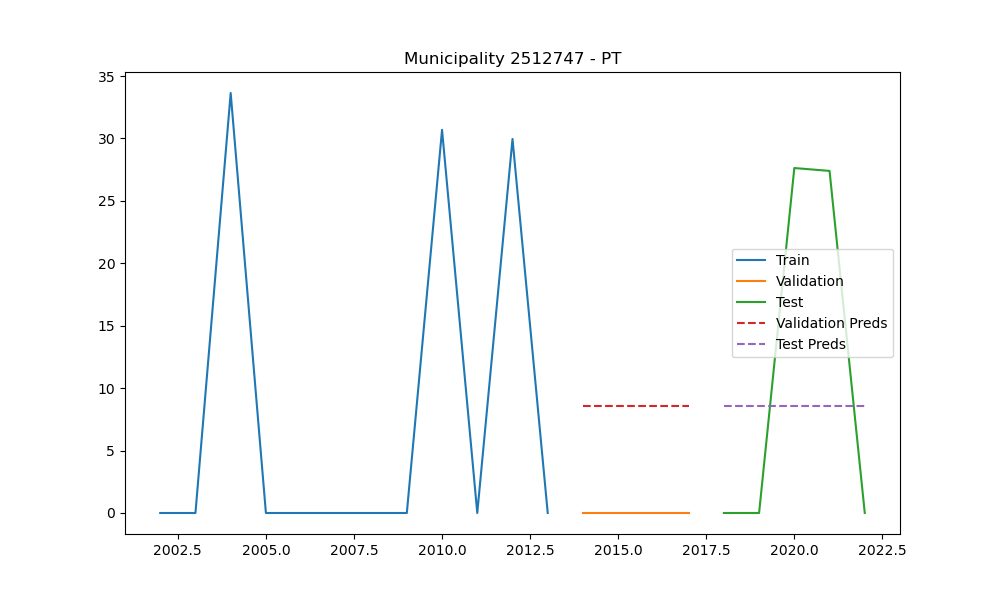 Municipality 2512747 - PT
35
30
25
20
15
10
5
0
Train
Validation
Test
Validation Preds
Test Preds
2002.5 2005.0 2007.5 2010.0 2012.5 2015.0 2017.5 2020.0 2022.5